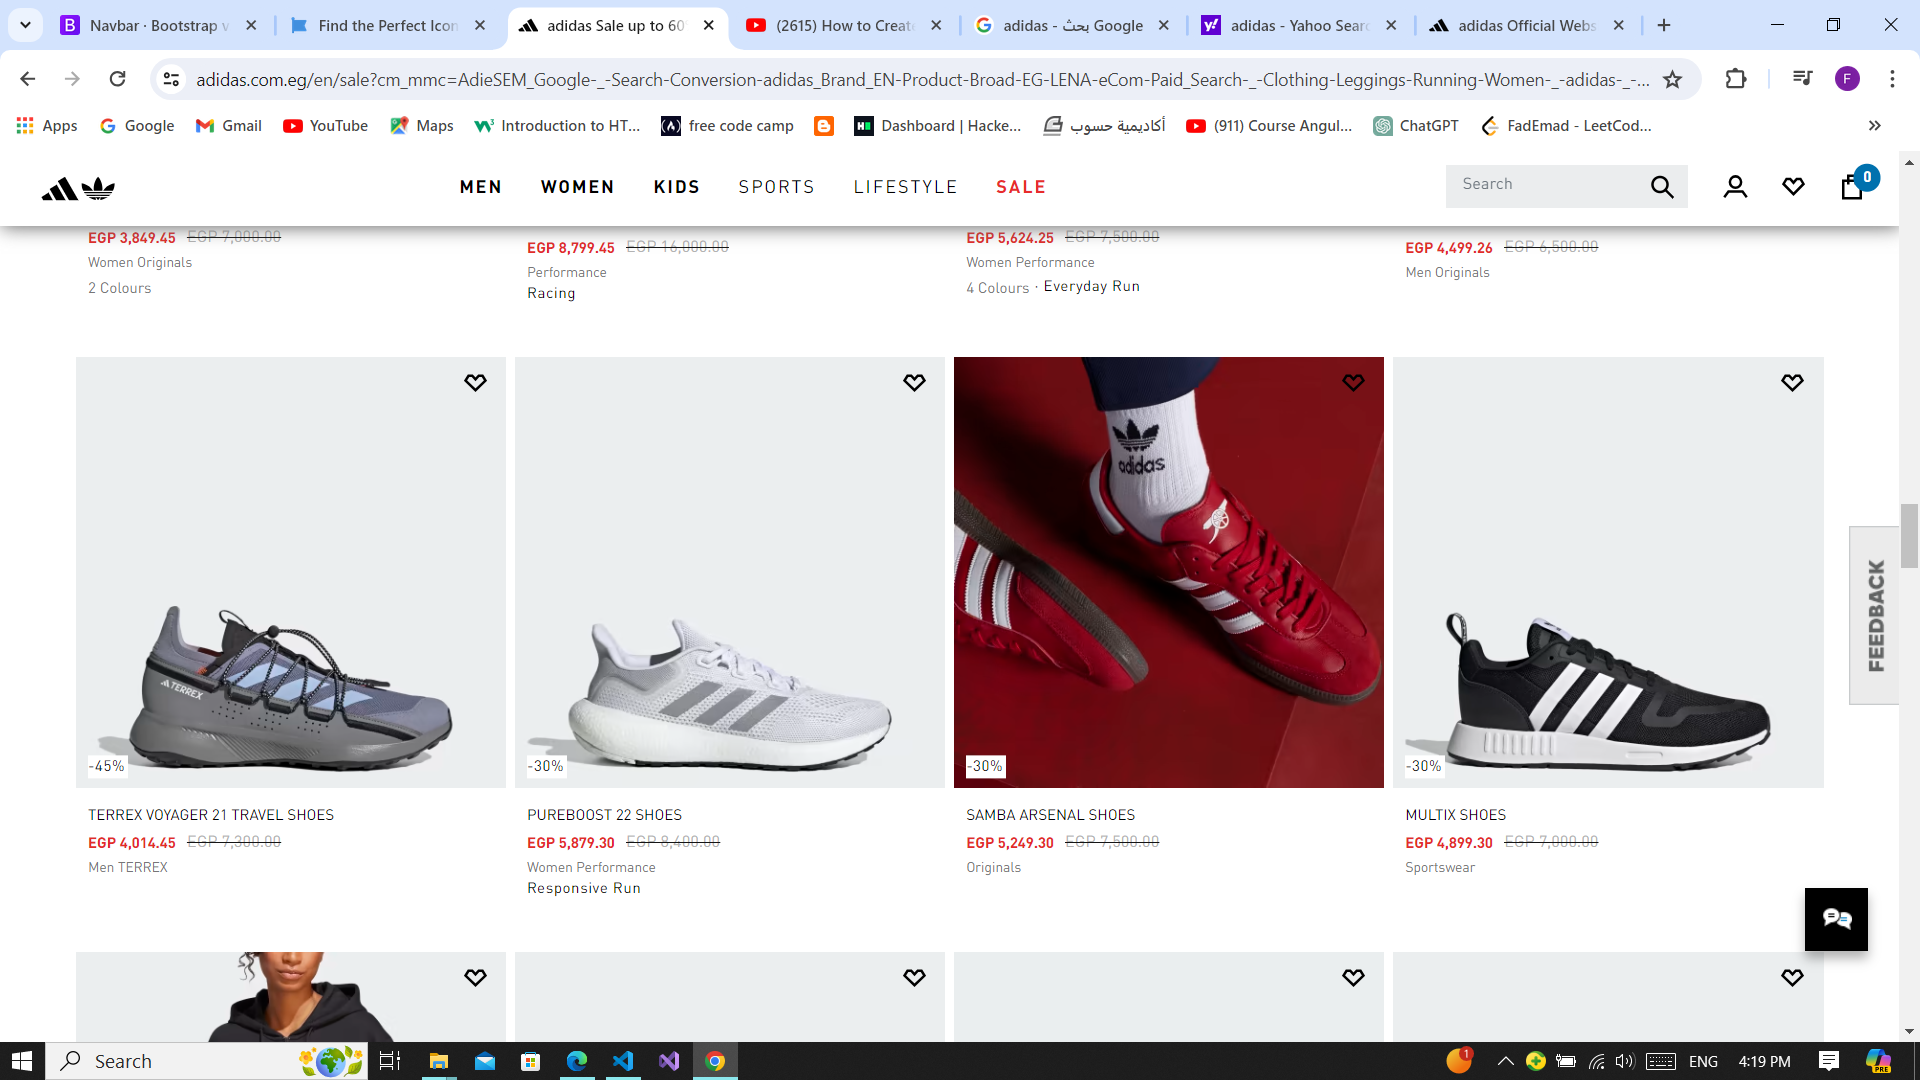 Navbar · Bootstrap v
Find the Perfect Icon
adidas Sale up to 60
(2615) How to Create
adidas - بحث Google
adidas - Yahoo Searc
adidas Official Webs
adidas.com.eg/en/sale?cm_mmc=AdieSEM_Google-_-Search-Conversion-adidas_Brand_EN-Product-Broad-EG-LENA-eCom-Paid_Search-_-Clothing-Leggings-Running-Women-_-adidas-_-...
F
Apps
Google
Gmail
YouTube
Maps
Introduction to HT...
free code camp
Dashboard | Hacke...
أكاديمية حسوب
(911) Course Angul...
ChatGPT
FadEmad - LeetCod...
MEN
WOMEN
KIDS
SPORTS
LIFESTYLE
SALE
Search
0
EGP 3,849.45 EGP 7,000.00
Women Originals
2 Colours
EGP 8,799.45 EGP 16,000.00
Performance
Racing
EGP 5,624.25 EGP 7,500.00
Women Performance
4 Colours · Everyday Run
EGP 4,499.26 EGP 6,500.00
Men Originals
TERREX
-45%
TERREX VOYAGER 21 TRAVEL SHOES
EGP 4,014.45 EGP 7,300.00
Men TERREX
-30%
PUREBOOST 22 SHOES
EGP 5,879.30 EGP 8,400.00
Women Performance
Responsive Run
adidas
-30%
SAMBA ARSENAL SHOES
EGP 5,249.30 EGP 7,500.00
Originals
-30%
MULTIX SHOES
EGP 4,899.30 EGP 7,000.00
Sportswear
FEEDBACK
Search
1
ENG
4:19 PM
PRE